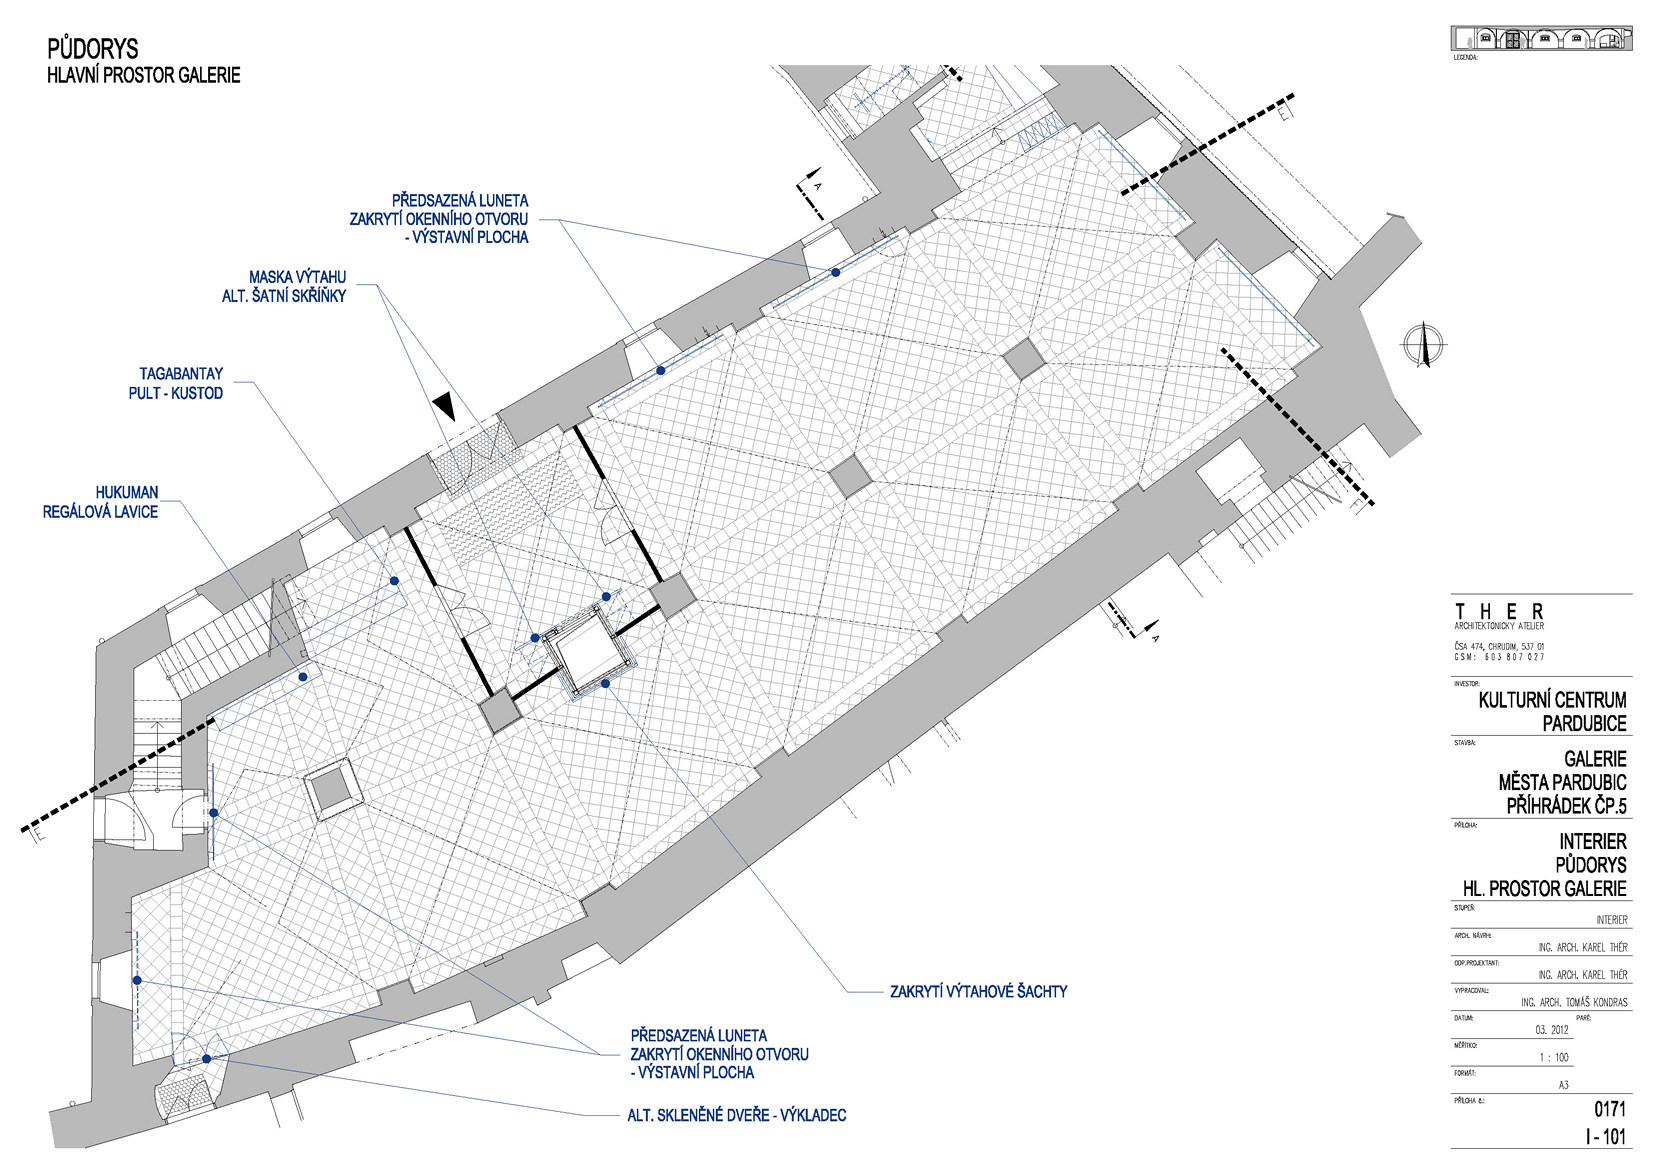 PŮDORYS
HLAVNÍ PROSTOR GALERIE
LEGENDA:
E
A
PŘEDSAZENÁ LUNETA
ZAKRYTÍ OKENNÍHO OTVORU
- VÝSTAVNÍ PLOCHA
MASKA VÝTAHU
ALT. ŠATNÍ SKŘÍŇKY
TAGABANTAY
PULT - KUSTOD
HUKUMAN
REGÁLOVÁ LAVICE
A
E
ZAKRYTÍ VÝTAHOVÉ ŠACHTY
PŘEDSAZENÁ LUNETA
ZAKRYTÍ OKENNÍHO OTVORU
- VÝSTAVNÍ PLOCHA
ALT. SKLENĚNÉ DVEŘE - VÝKLADEC
THER
ARCHITEKTONICKÝ ATELIER
ČSA 474, CHRUDIM, 537 01
GSM: 603 807 027
INVESTOR:
KULTURNÍ CENTRUM
PARDUBICE
STAVBA:
GALERIE
MĚSTA PARDUBIC
PŘÍHRÁDEK ČP.5
PŘÍLOHA:
INTERIER
PŮDORYS
HL. PROSTOR GALERIE
STUPEŇ:
INTERIER
ARCH. NÁVRH:
ING. ARCH. KAREL THÉR
ODP.PROJEKTANT:
ING. ARCH. KAREL THÉR
VYPRACOVAL:
ING. ARCH. TOMÁŠ KONDRAS
DATUM: PARÉ:
03. 2012
MĚŘÍTKO:
1 : 100
FORMÁT:
A3
PŘÍLOHA č.:
0171
I - 101